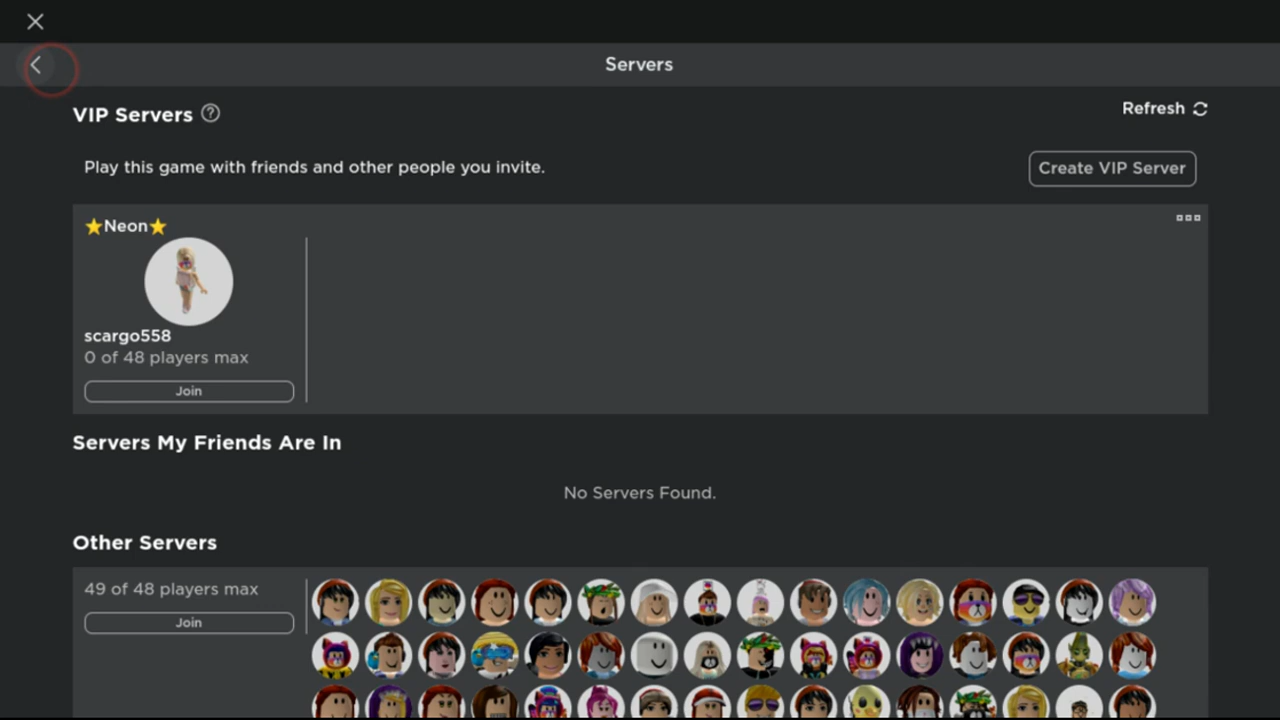 Servers
VIP Servers
Refresh
Play this game with friends and other people you invite.
Create VIP Server
⭐Neon⭐
scargo558
0 of 48 players max
Join
Servers My Friends Are In
No Servers Found.
Other Servers
49 of 48 players max
Join